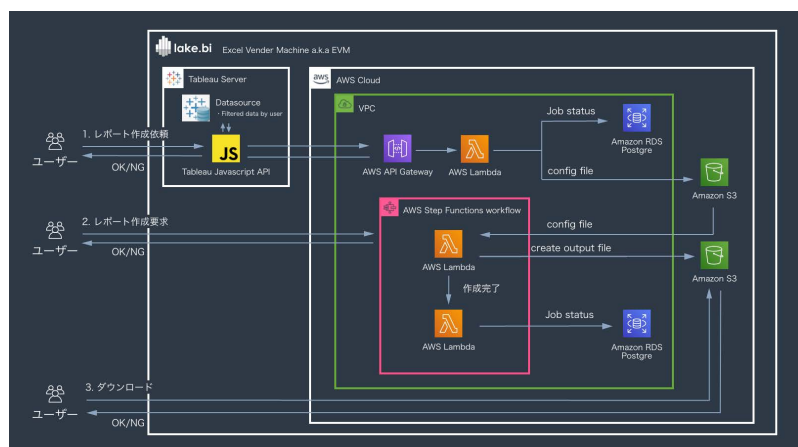 lake.bi Excel Vender Machine a.k.a EVM
Tableau Server
Datasource
・Filtered data by user
JS
Tableau Javascript API
aws AWS Cloud
VPC
1. レポート作成依頼
ユーザー
OK/NG
AWS API Gateway
AWS Lambda
Job status
Amazon RDS
Postgre
config file
Amazon S3
2. レポート作成要求
ユーザー
OK/NG
AWS Step Functions workflow
config file
AWS Lambda
create output file
Amazon S3
作成完了
AWS Lambda
Job status
Amazon RDS
Postgre
3. ダウンロード
ユーザー
OK/NG